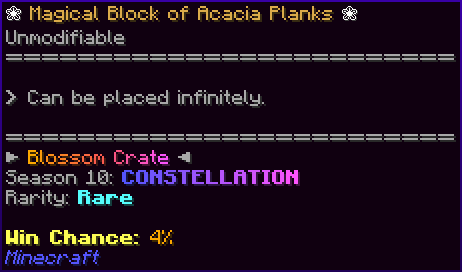 ❀ Magical Block of Acacia Planks ❀
Unmodifiable
===================================
> Can be placed infinitely.
===================================
► Blossom Crate ◄
Season 10: CONSTELLATION
Rarity: Rare
Win Chance: 4%
Minecraft